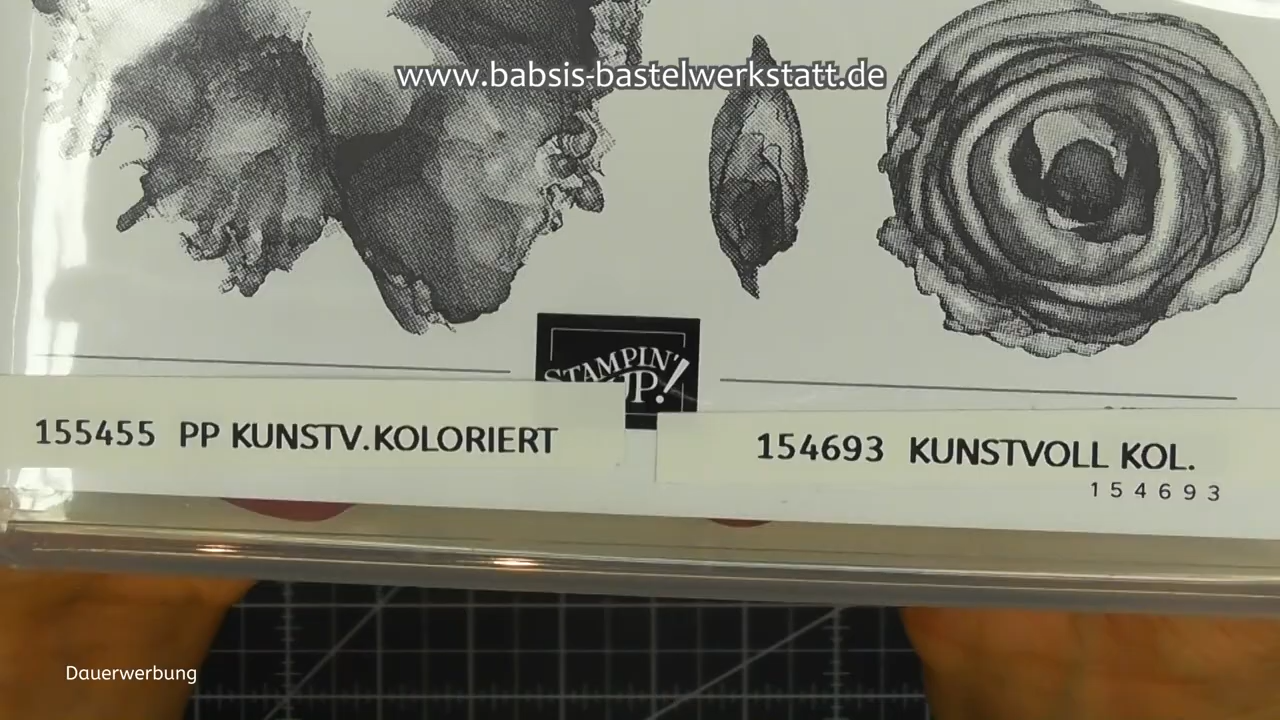 www.babsis-bastelwerkstatt.de
STAMPIN'
UP!
155455 PP KUNSTV.KOLORIERT
154693 KUNSTVOLL KOL.
154693
Dauerwerbung